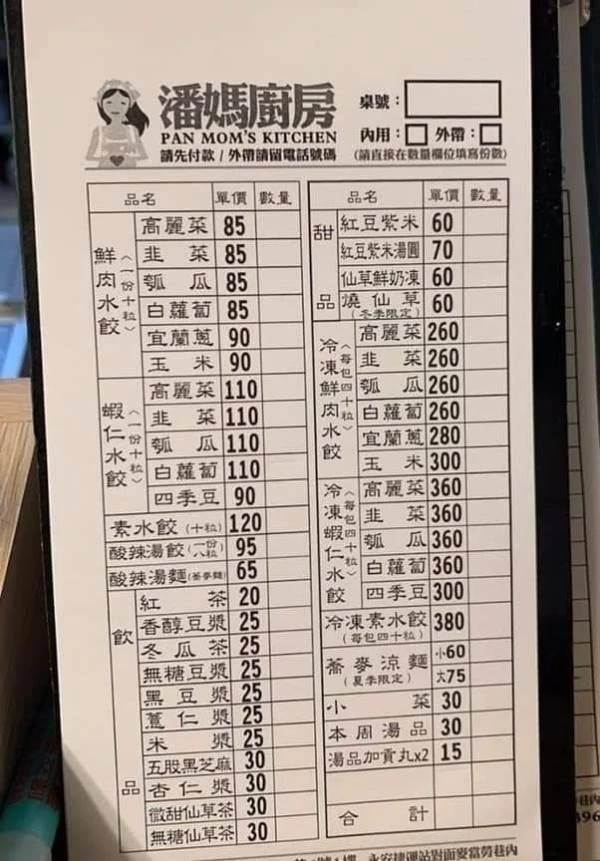 潘媽廚房
PAN MOM'S KITCHEN
請先付款 / 外帶請留電話號碼
桌號：
內用：□ 外帶：□
(請直接在數量欄位填寫份數)
品名 單價 數量
鮮肉水餃（一份十粒）
高麗菜 85
韭菜 85
瓠瓜 85
白蘿蔔 85
宜蘭蔥 90
玉米 90
蝦仁水餃（一份十粒）
高麗菜 110
韭菜 110
瓠瓜 110
白蘿蔔 110
四季豆 90
素水餃（十粒） 120
酸辣湯餃（一份八粒） 95
酸辣湯麵（蕎麥麵） 65
飲品
紅茶 20
香醇豆漿 25
冬瓜茶 25
無糖豆漿 25
黑豆漿 25
薏仁漿 25
米漿 25
五股黑芝麻 30
杏仁漿 30
微甜仙草茶 30
無糖仙草茶 30
品名 單價 數量
甜品
紅豆紫米 60
紅豆紫米湯圓 70
仙草鮮奶凍 60
燒仙草（冬季限定） 60
冷凍鮮肉水餃（每包四十粒）
高麗菜 260
韭菜 260
瓠瓜 260
白蘿蔔 260
宜蘭蔥 280
玉米 300
冷凍蝦仁水餃（每包四十粒）
高麗菜 360
韭菜 360
瓠瓜 360
白蘿蔔 360
四季豆 300
冷凍素水餃（每包四十粒） 380
蕎麥涼麵（夏季限定） 小60
大75
小菜 30
本周湯品 30
湯品加貢丸x2 15
合計
永安捷運站對面麥當勞巷內